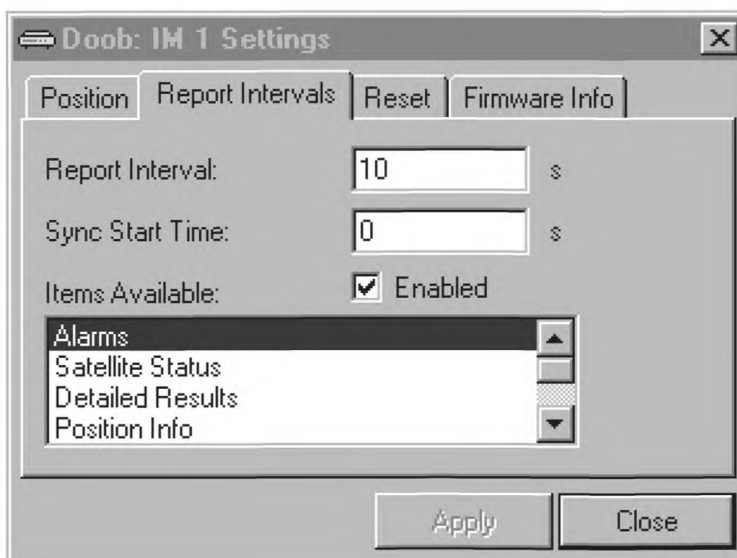 Doob: IM 1 Settings
Position Report Intervals Reset Firmware Info
Report Interval: 10 s
Sync Start Time: 0 s
Items Available: Enabled
Alarms
Satellite Status
Detailed Results
Position Info
Apply Close